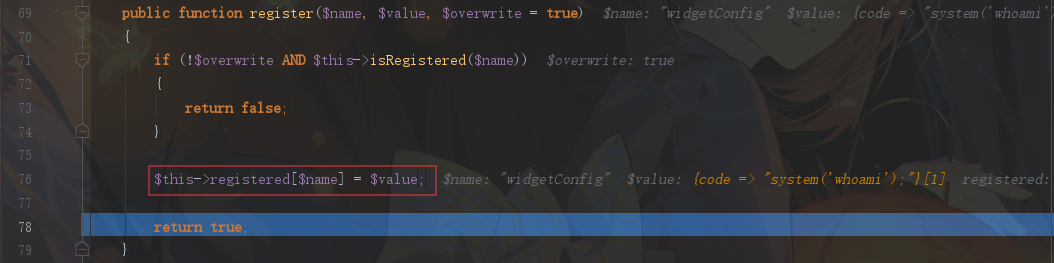 69 public function register($name, $value, $overwrite = true) $name: "widgetConfig" $value: {code => "system('whoami')
70 {
71 if (!$overwrite AND $this->isRegistered($name)) $overwrite: true
72 {
73 return false;
74 }
75
76 $this->registered[$name] = $value; $name: "widgetConfig" $value: {code => "system('whoami');"}[1] registered:
77
78 return true;
79 }